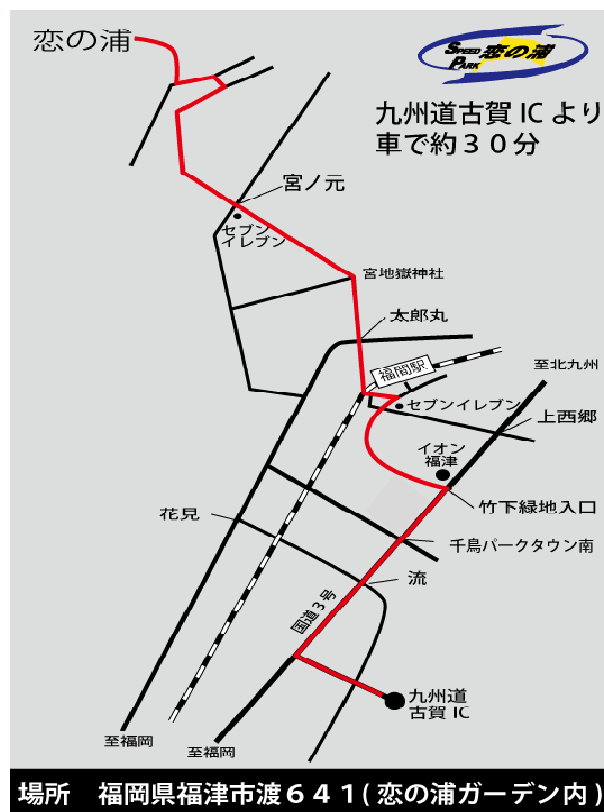 恋の浦
SPEED PARK 恋の浦
九州道古賀 IC より
車で約３０分
宮ノ元
セブン
イレブン
宮地嶽神社
太郎丸
福間駅
至北九州
セブンイレブン
上西郷
イオン
福津
竹下緑地入口
花見
千鳥パークタウン南
流
国道３号
九州道
古賀 IC
至福岡
至福岡
場所　福岡県福津市渡６４１(恋の浦ガーデン内)